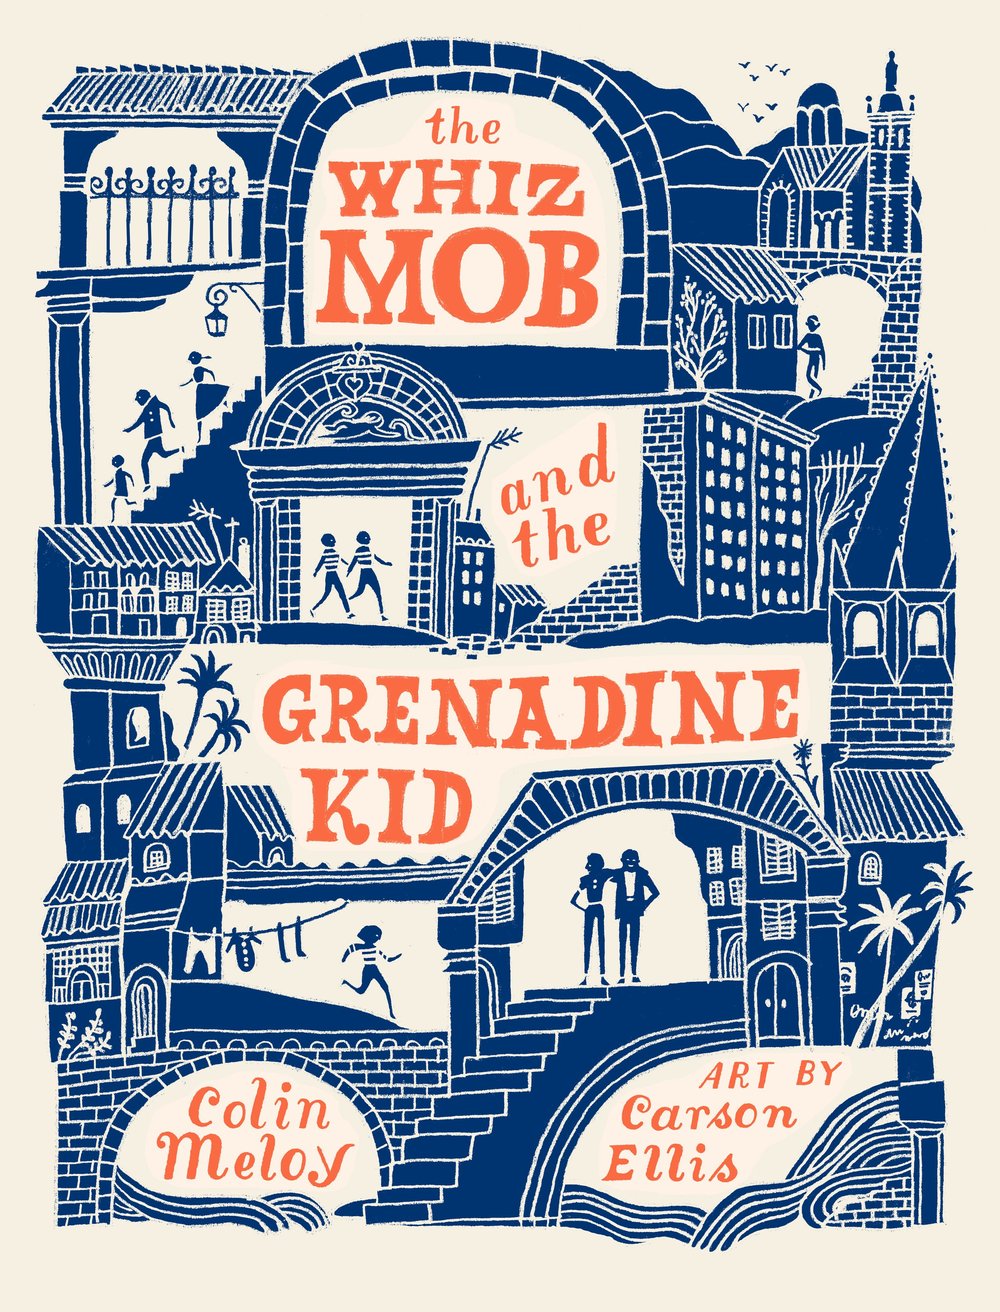 the
WHIZ
MOB
and
the
GRENADINE
KID
Colin
Meloy
ART BY
Carson
Ellis